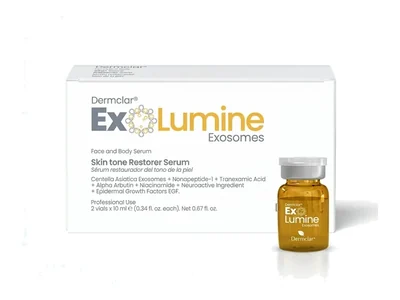 Dermclar®
ExoLumine
Exosomes
Face and Body Serum
Skin tone Restorer Serum
Sérum restaurador del tono de la piel
Centella Asiatica Exosomes + Nonapeptide-1 + Tranexamic Acid
+ Alpha Arbutin + Niacinamide + Neuroactive Ingredient
+ Epidermal Growth Factors EGF.
Professional Use
2 vials x 10 ml (0.34 fl. oz. each). Net 0.67 fl. oz.
Exo
Lumine
Exosomes
Dermclar